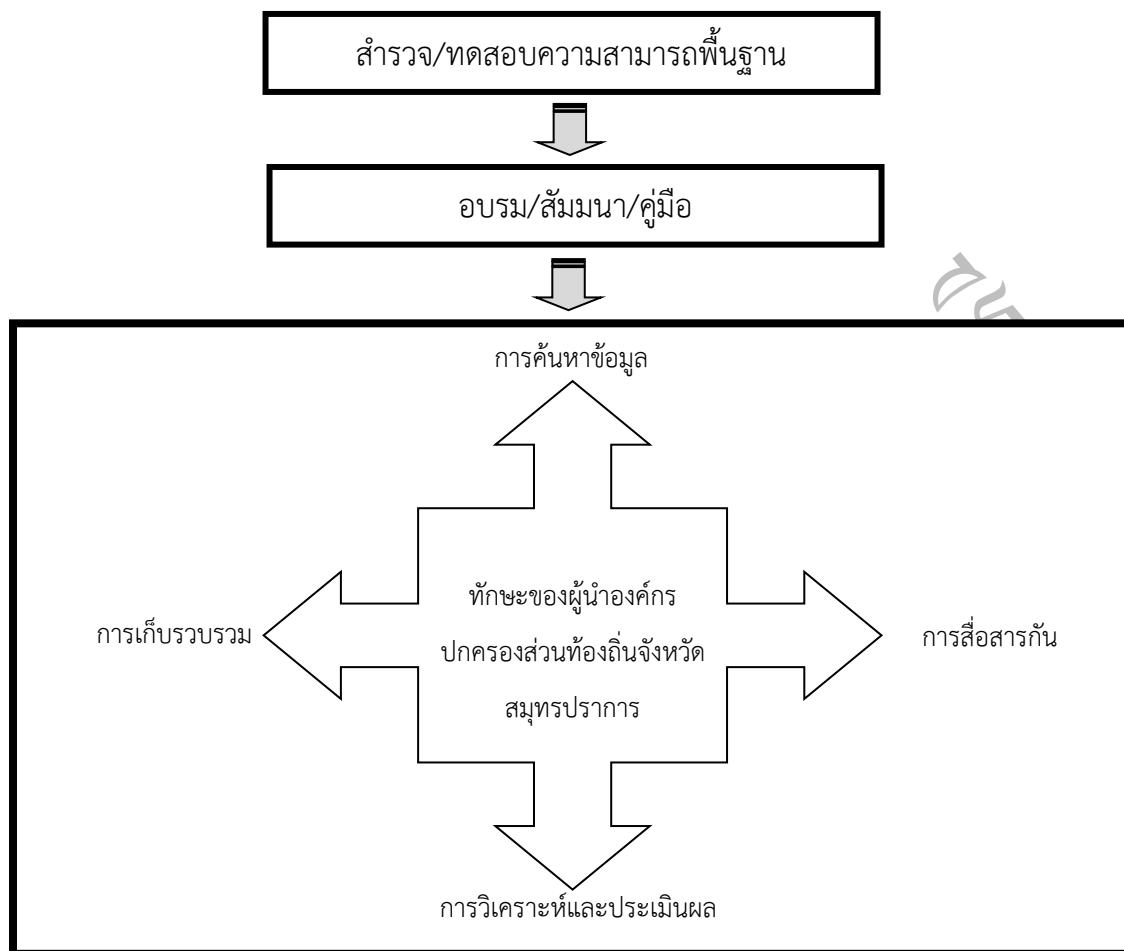 สำรวจ/ทดสอบความสามารถพื้นฐาน
อบรม/สัมมนา/คู่มือ
การค้นหาข้อมูล
การเก็บรวบรวม
ทักษะของผู้นำองค์กร
ปกครองส่วนท้องถิ่นจังหวัด
สมุทรปราการ
การสื่อสารกัน
การวิเคราะห์และประเมินผล